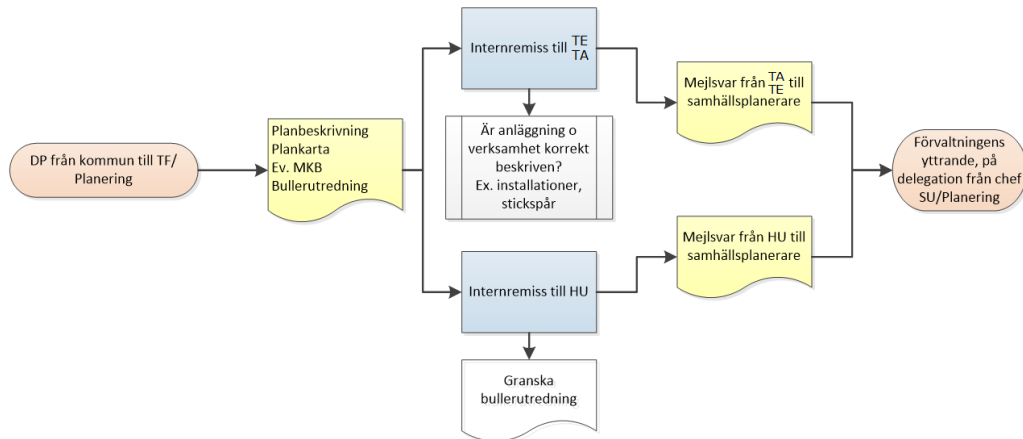 DP från kommun till TF/
Planering
Planbeskrivning
Plankarta
Ev. MKB
Bullerutredning
Internremiss till TE
TA
Är anläggning o
verksamhet korrekt
beskriven?
Ex. installationer,
stickspår
Internremiss till HU
Granska
bullerutredning
Mejlsvar från TA till
TE
samhällsplanerare
Mejlsvar från HU till
samhällsplanerare
Förvaltningens
yttrande, på
delegation från chef
SU/Planering